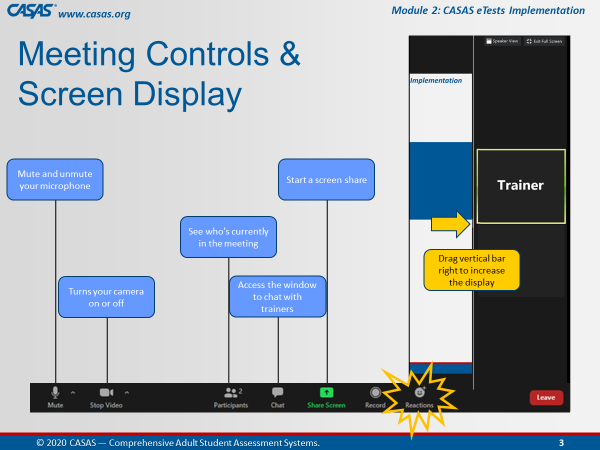 CASAS® www.casas.org
Module 2: CASAS eTests Implementation
Meeting Controls &
Screen Display
Speaker View
Exit Full Screen
Implementation
Mute and unmute
your microphone
Start a screen share
Trainer
See who's currently
in the meeting
Drag vertical bar
right to increase
the display
Turns your camera
on or off
Access the window
to chat with
trainers
2
Mute
Stop Video
Participants
Chat
Share Screen
Record
Reactions
Leave
© 2020 CASAS — Comprehensive Adult Student Assessment Systems.
3